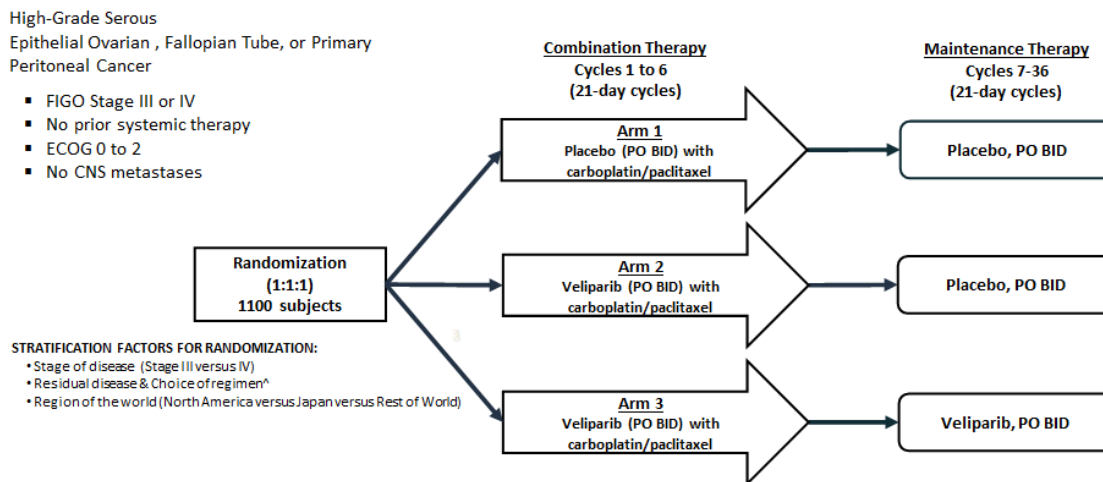 High-Grade Serous
Epithelial Ovarian , Fallopian Tube, or Primary
Peritoneal Cancer
▪ FIGO Stage III or IV
▪ No prior systemic therapy
▪ ECOG 0 to 2
▪ No CNS metastases
Combination Therapy
Cycles 1 to 6
(21-day cycles)
Maintenance Therapy
Cycles 7-36
(21-day cycles)
Arm 1
Placebo (PO BID) with
carboplatin/paclitaxel
Placebo, PO BID
Randomization
(1:1:1)
1100 subjects
Arm 2
Veliparib (PO BID) with
carboplatin/paclitaxel
Placebo, PO BID
STRATIFICATION FACTORS FOR RANDOMIZATION:
• Stage of disease (Stage III versus IV)
• Residual disease & Choice of regimen^
• Region of the world (North America versus Japan versus Rest of World)
Arm 3
Veliparib (PO BID) with
carboplatin/paclitaxel
Veliparib, PO BID